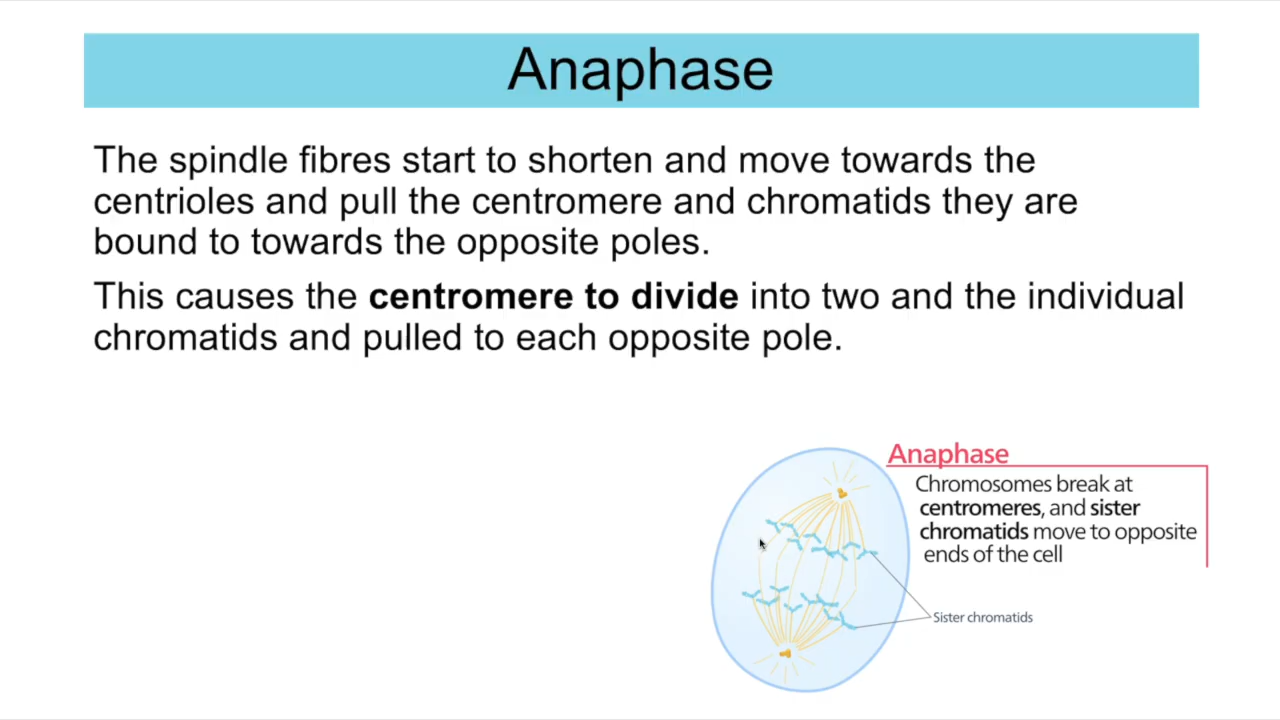 Anaphase
The spindle fibres start to shorten and move towards the
centrioles and pull the centromere and chromatids they are
bound to towards the opposite poles.
This causes the centromere to divide into two and the individual
chromatids and pulled to each opposite pole.
Anaphase
Chromosomes break at
centromeres, and sister
chromatids move to opposite
ends of the cell
Sister chromatids